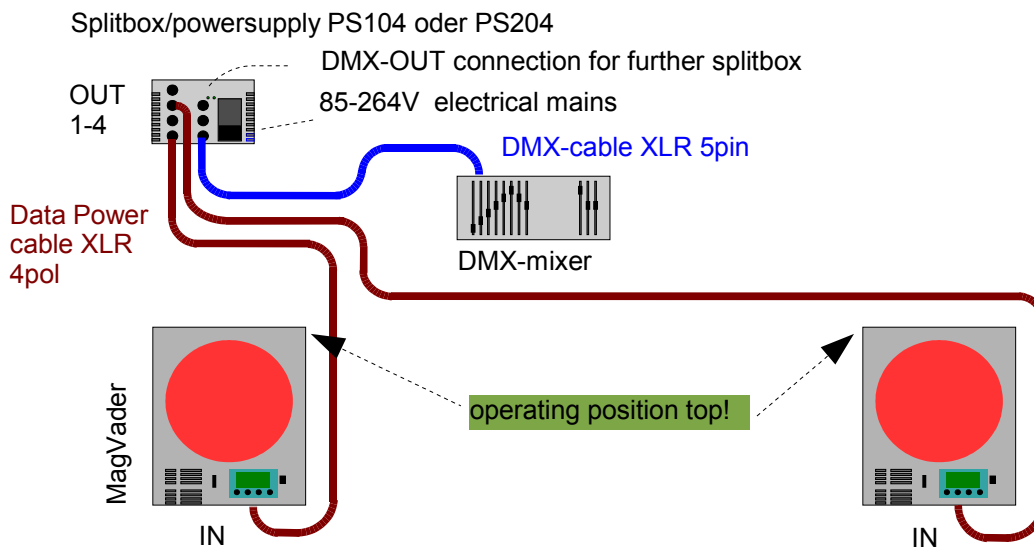 Splitbox/powersupply PS104 oder PS204
DMX-OUT connection for further splitbox
OUT
1-4
85-264V electrical mains
DMX-cable XLR 5pin
Data Power
cable XLR
4pol
DMX-mixer
MagVader
operating position top!
IN
IN